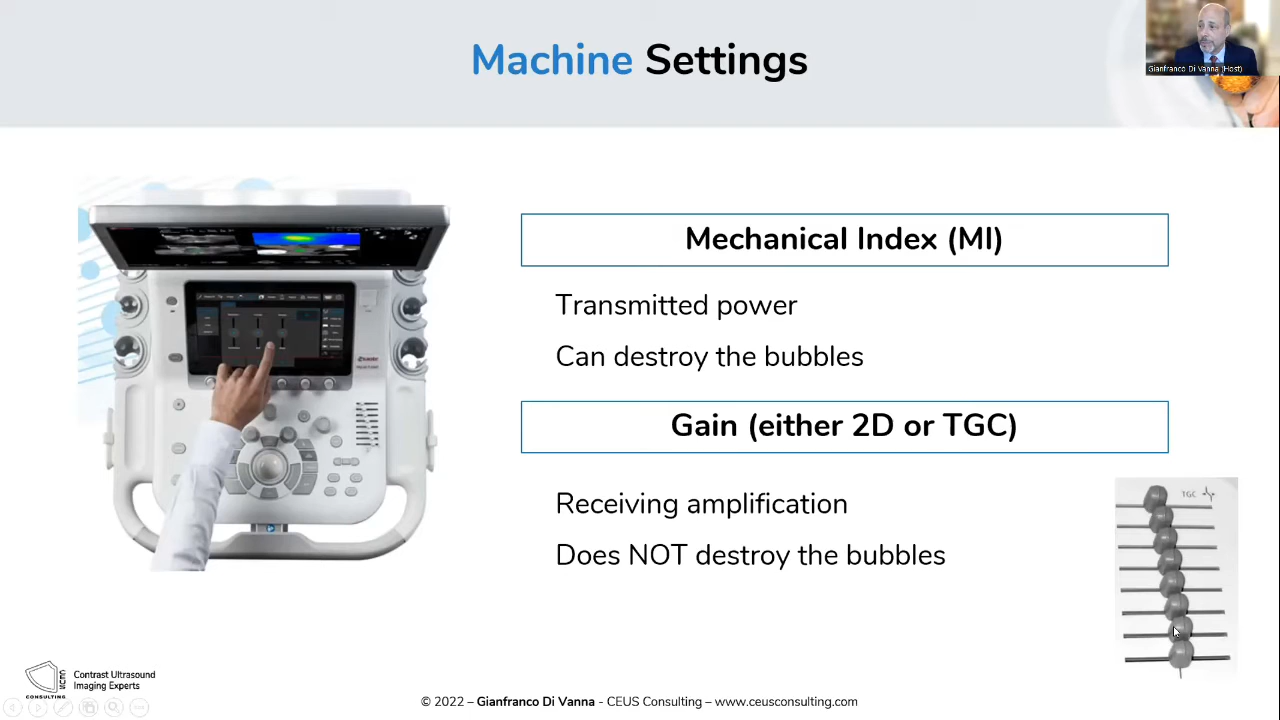 Machine Settings
Gianfranco Di Vanna (Host)
Mechanical Index (MI)
Transmitted power
Can destroy the bubbles
Gain (either 2D or TGC)
Receiving amplification
Does NOT destroy the bubbles
TGC
CEUS
CONSULTING
Contrast Ultrasound
Imaging Experts
© 2022 – Gianfranco Di Vanna - CEUS Consulting – www.ceusconsulting.com